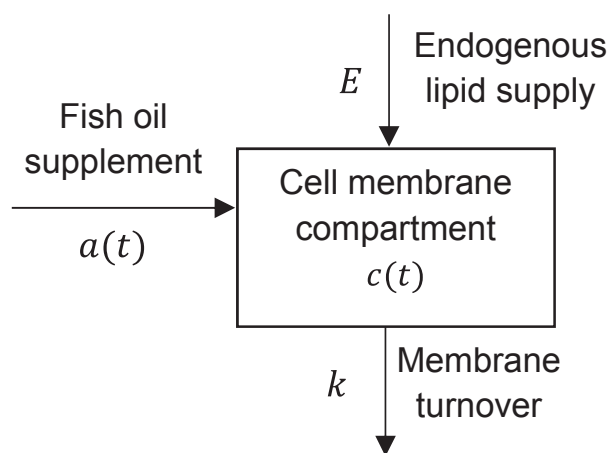 Endogenous
lipid supply
E
Fish oil
supplement
a(t)
Cell membrane
compartment
c(t)
k
Membrane
turnover